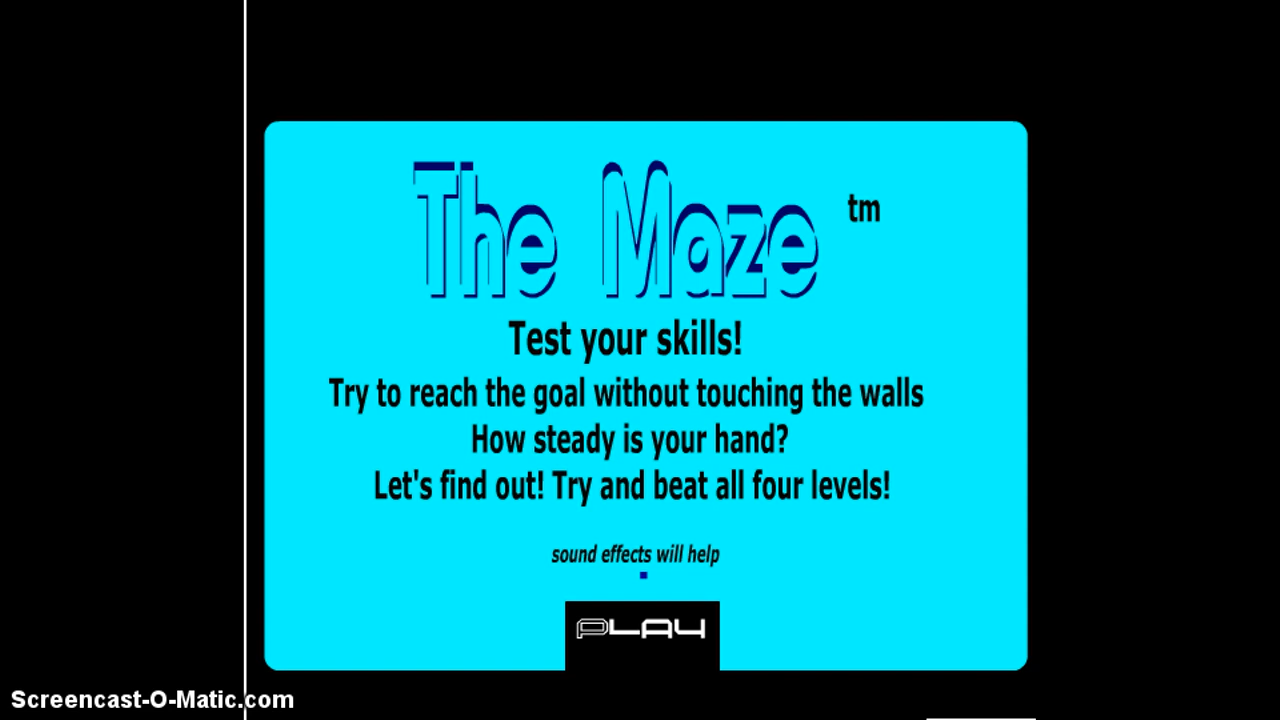 The Maze tm
Test your skills!
Try to reach the goal without touching the walls
How steady is your hand?
Let's find out! Try and beat all four levels!
sound effects will help
PLAY
Screencast-O-Matic.com